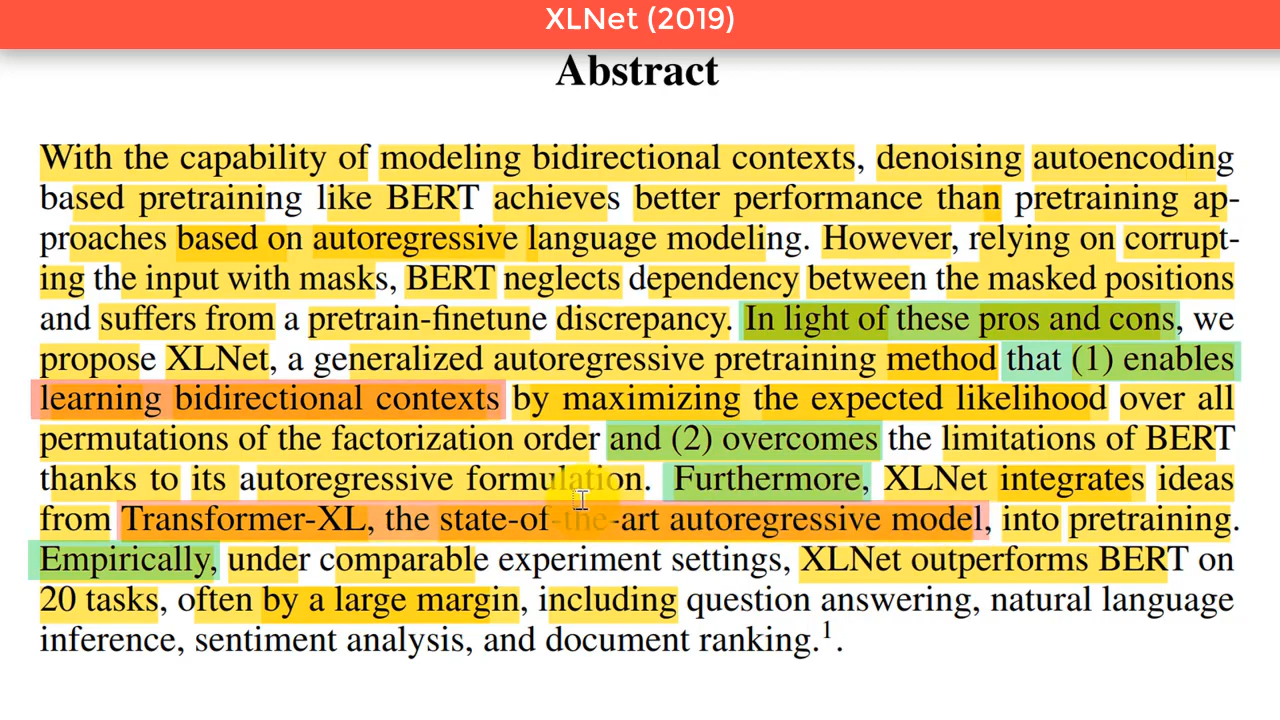 XLNet (2019)
Abstract
With the capability of modeling bidirectional contexts, denoising autoencoding
based pretraining like BERT achieves better performance than pretraining ap-
proaches based on autoregressive language modeling. However, relying on corrupt-
ing the input with masks, BERT neglects dependency between the masked positions
and suffers from a pretrain-finetune discrepancy. In light of these pros and cons, we
propose XLNet, a generalized autoregressive pretraining method that (1) enables
learning bidirectional contexts by maximizing the expected likelihood over all
permutations of the factorization order and (2) overcomes the limitations of BERT
thanks to its autoregressive formulation. Furthermore, XLNet integrates ideas
from Transformer-XL, the state-of-the-art autoregressive model, into pretraining.
Empirically, under comparable experiment settings, XLNet outperforms BERT on
20 tasks, often by a large margin, including question answering, natural language
inference, sentiment analysis, and document ranking.¹.